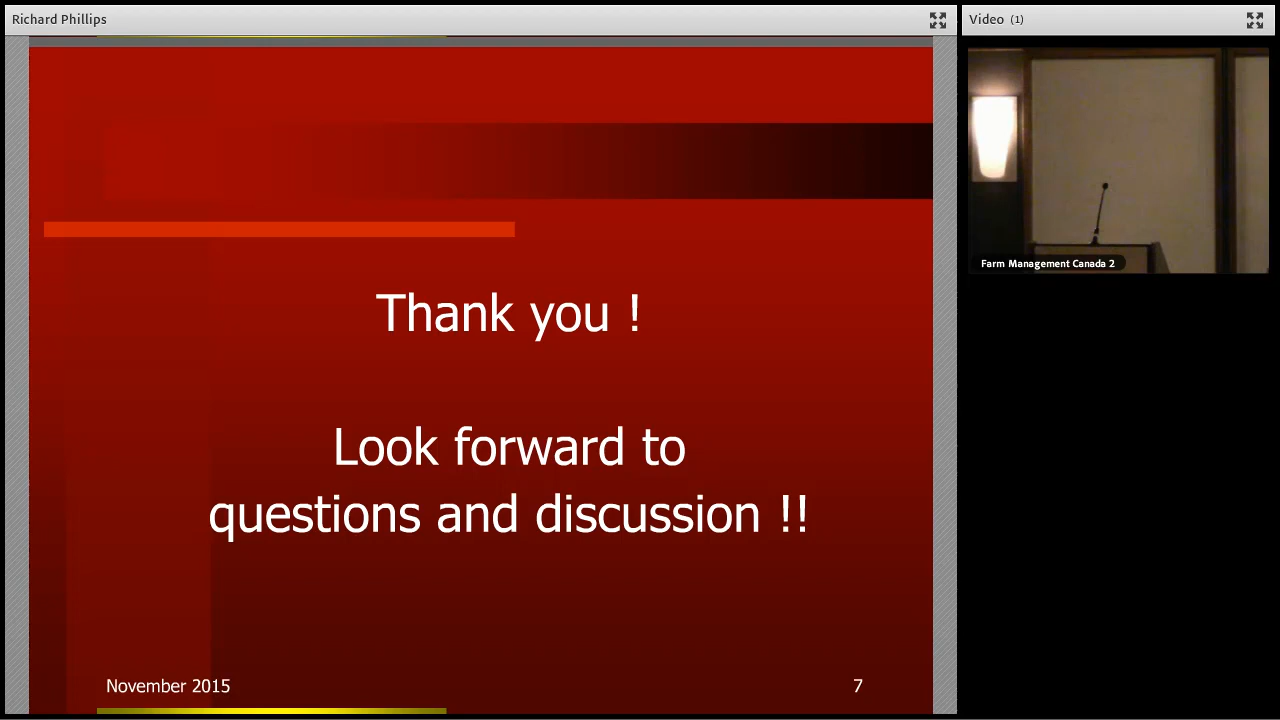 Richard Phillips
Video (1)
Farm Management Canada 2
Thank you !
Look forward to
questions and discussion !!
November 2015
7